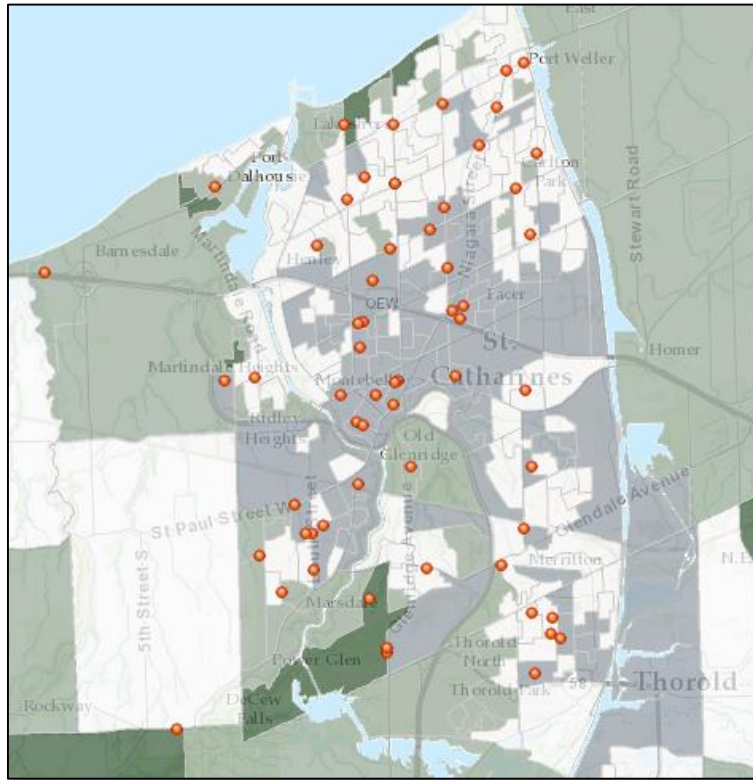 East
Port Weller
Lakeshore
Port
Dalhousie
Carlton
Park
Niagara Street
Stewart Road
Barnesdale
Martindale Road
Henley
QEW
Facer
Homer
St.
Catharines
Martindale Heights
Montebello
Ridley
Heights
Old
Glenridge
St Paul Street W
Glendale Avenue
5th Street S
Glenridge Avenue
Merritton
N.E
Marsdale
Power Glen
Thorold
North
Thorold Park
58
Thorold
Rockway
DeCew
Falls